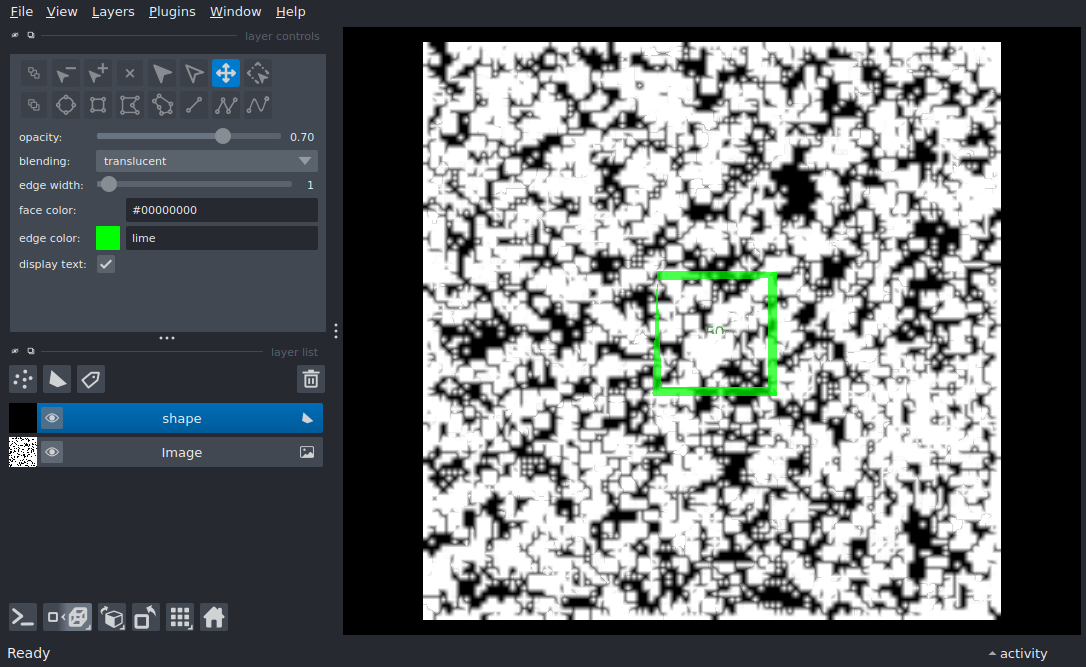 File View Layers Plugins Window Help
layer controls
opacity: 0.70
blending: translucent
edge width: 1
face color: #00000000
edge color: lime
display text:
layer list
shape
Image
Ready
activity